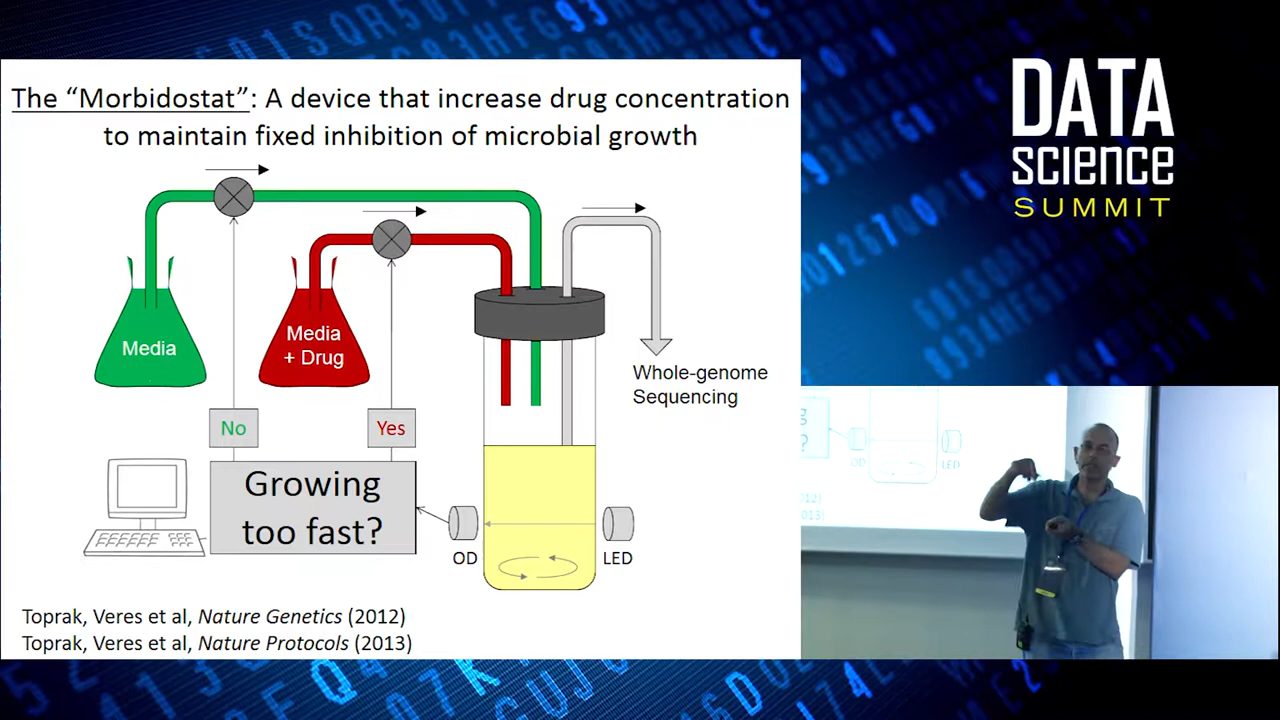 The “Morbidostat”: A device that increase drug concentration
to maintain fixed inhibition of microbial growth
Media
Media
+ Drug
Whole-genome
Sequencing
No
Yes
Growing
too fast?
OD
LED
Toprak, Veres et al, Nature Genetics (2012)
Toprak, Veres et al, Nature Protocols (2013)
DATA
SCIENCE
SUMMIT
OD
LED